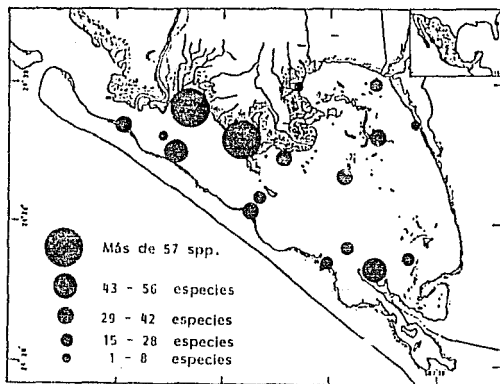 Más de 57 spp.
43 - 56 especies
29 - 42 especies
15 - 28 especies
1 - 8 especies